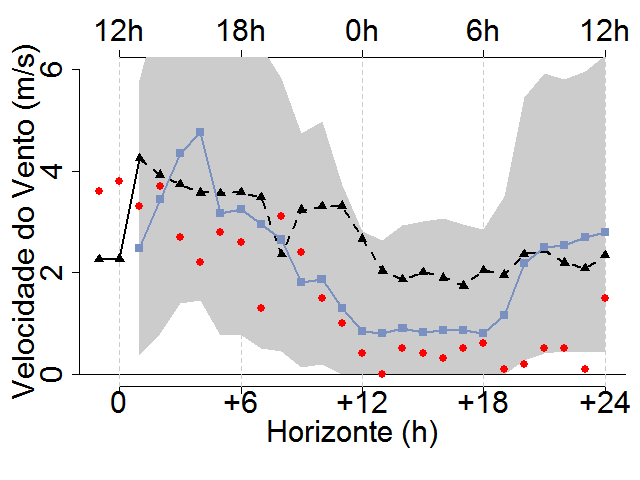 12h 18h 0h 6h 12h
Velocidade do Vento (m/s)
6
4
2
0
0 +6 +12 +18 +24
Horizonte (h)